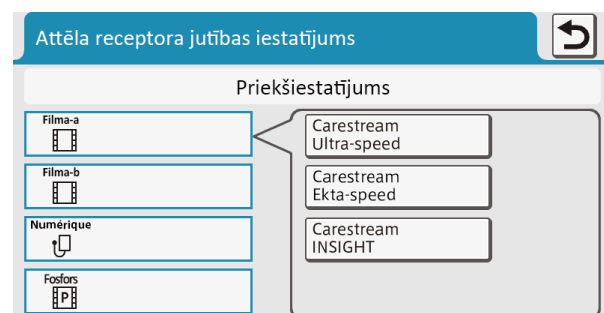 Attēla receptora jutības iestatījums
Priekšiestatījums
Filma-a
Filma-b
Numérique
Fosfors
P
Carestream
Ultra-speed
Carestream
Ekta-speed
Carestream
INSIGHT